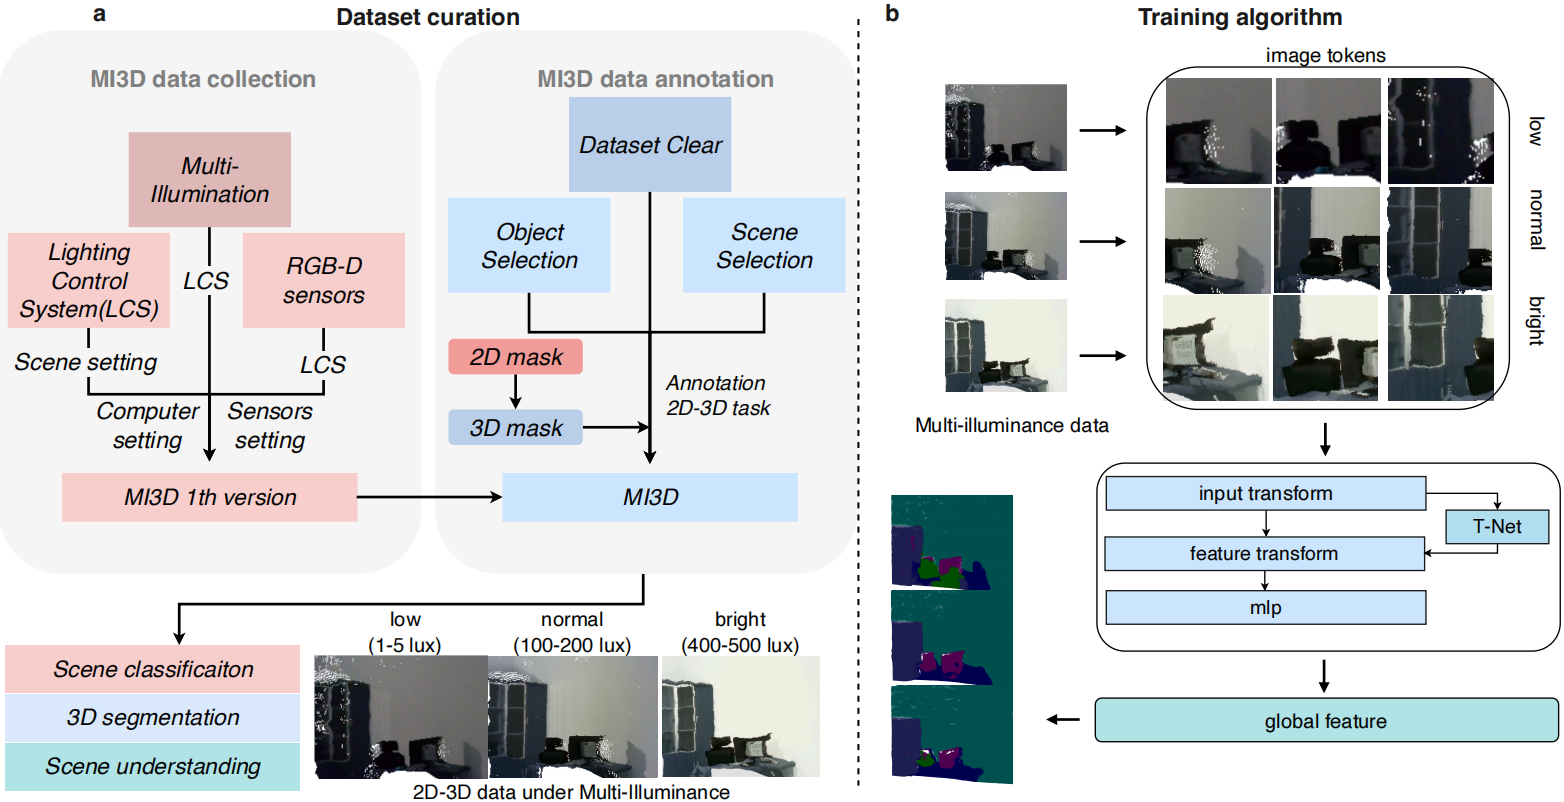 a
Dataset curation
MI3D data collection
Multi-
Illumination
Lighting
Control
System(LCS)
LCS
RGB-D
sensors
Scene setting
LCS
Computer
setting
Sensors
setting
MI3D 1th version
MI3D data annotation
Dataset Clear
Object
Selection
Scene
Selection
2D mask
3D mask
Annotation
2D-3D task
MI3D
Scene classificaiton
3D segmentation
Scene understanding
low
(1-5 lux)
normal
(100-200 lux)
bright
(400-500 lux)
2D-3D data under Multi-Illuminance
b
Training algorithm
image tokens
low
normal
bright
Multi-illuminance data
input transform
T-Net
feature transform
mlp
global feature